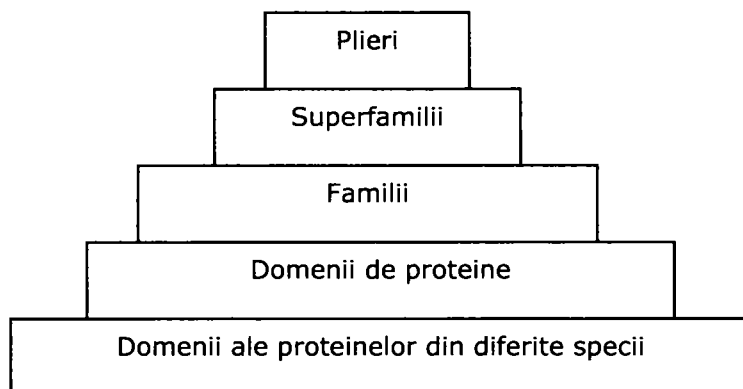 Plieri
Superfamilii
Familii
Domenii de proteine
Domenii ale proteinelor din diferite specii